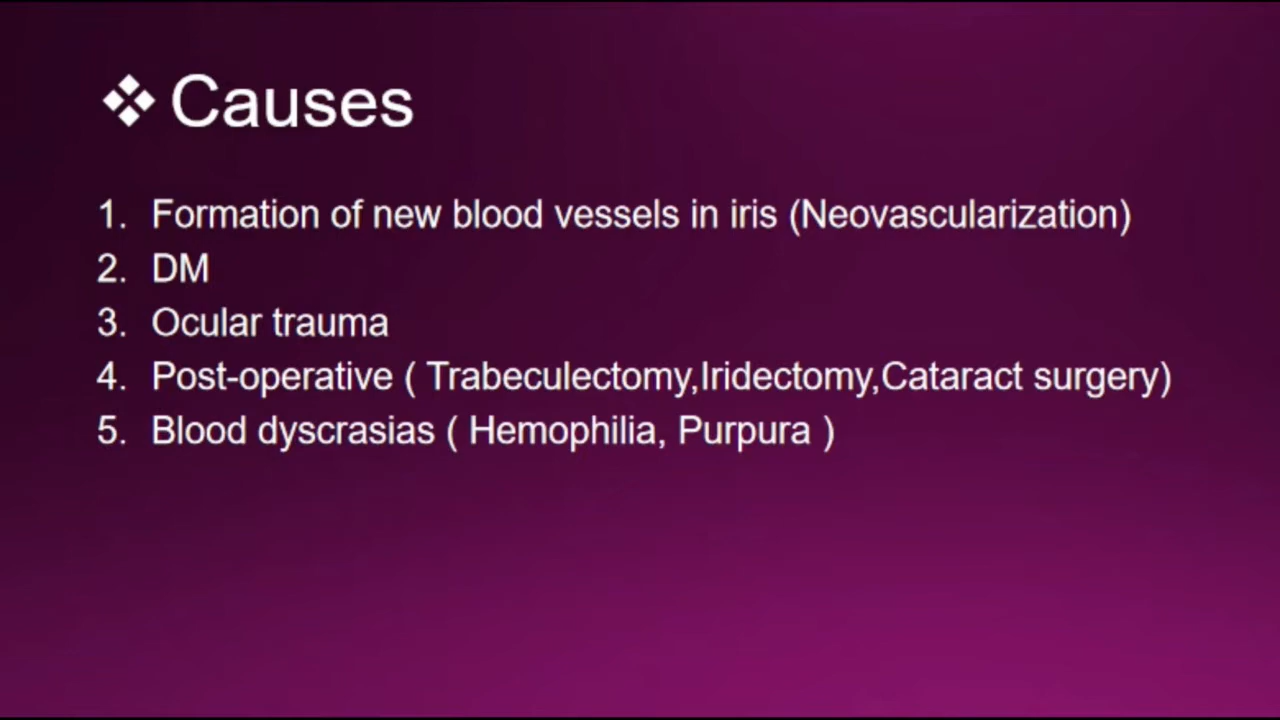 ❖ Causes
1. Formation of new blood vessels in iris (Neovascularization)
2. DM
3. Ocular trauma
4. Post-operative ( Trabeculectomy,Iridectomy,Cataract surgery)
5. Blood dyscrasias ( Hemophilia, Purpura )